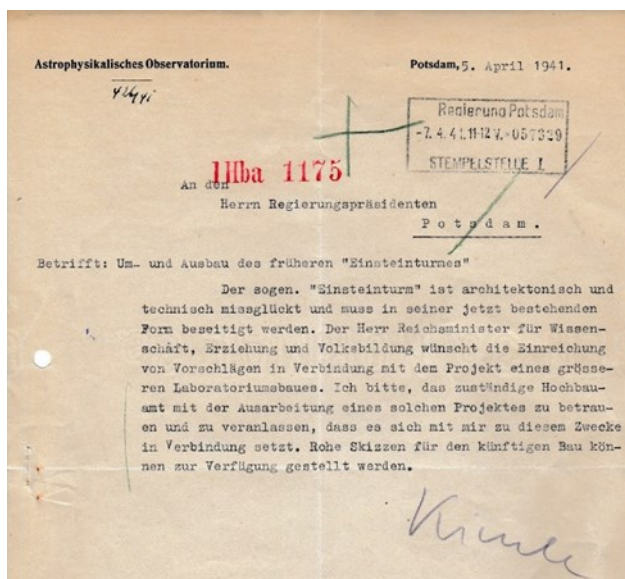 Astrophysikalisches Observatorium.
Potsdam, 5. April 1941.
Regierung Potsdam
-7.4.41.11-12 V.-057329
STEMPELSTELLE I
IIIba 1175
An den
Herrn Regierungspräsidenten
Potsdam.
Betrifft: Um- und Ausbau des früheren "Einsteinturmes"
Der sogen. "Einsteinturm" ist architektonisch und
technisch missglückt und muss in seiner jetzt bestehenden
Form beseitigt werden. Der Herr Reichsminister für Wissen-
schaft, Erziehung und Volksbildung wünscht die Einreichung
von Vorschlägen in Verbindung mit dem Projekt eines grösse-
ren Laboratoriumsbaues. Ich bitte, das zuständige Hochbau-
amt mit der Ausarbeitung eines solchen Projektes zu betrau-
en und zu veranlassen, dass es sich mit mir zu diesem Zwecke
in Verbindung setzt. Rohe Skizzen für den künftigen Bau kön-
nen zur Verfügung gestellt werden.
Kienle